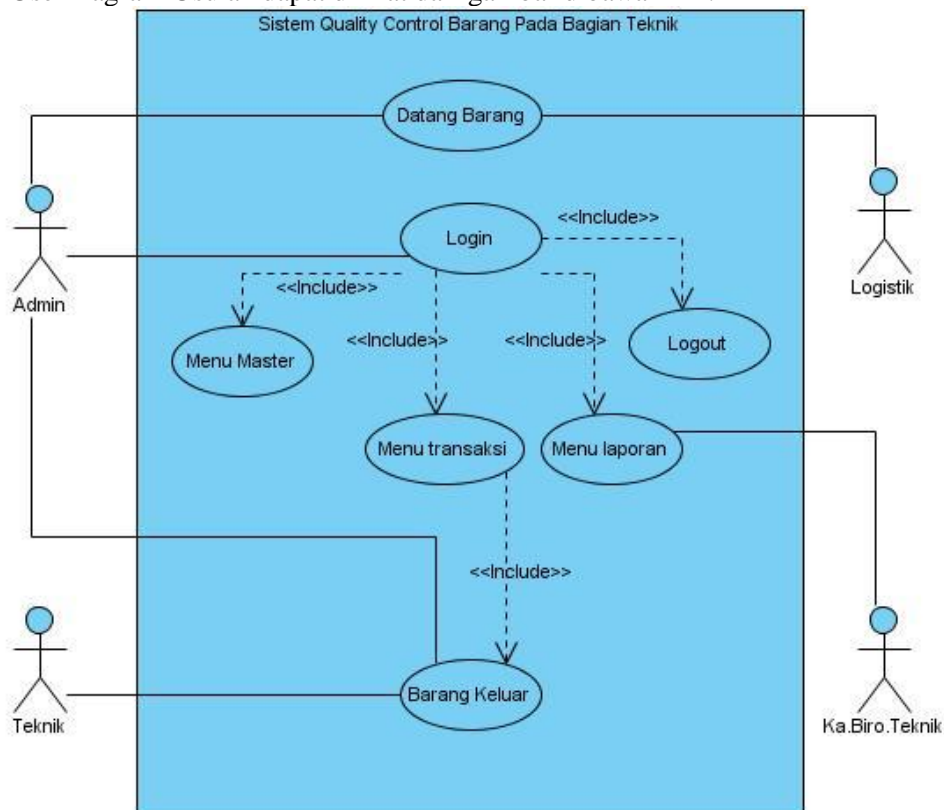 Sistem Quality Control Barang Pada Bagian Teknik
Datang Barang
Login
<<Include>>
<<Include>>
Admin
Logistik
<<Include>>
<<Include>>
Logout
Menu Master
Menu transaksi
Menu laporan
<<Include>>
Barang Keluar
Teknik
Ka.Biro.Teknik